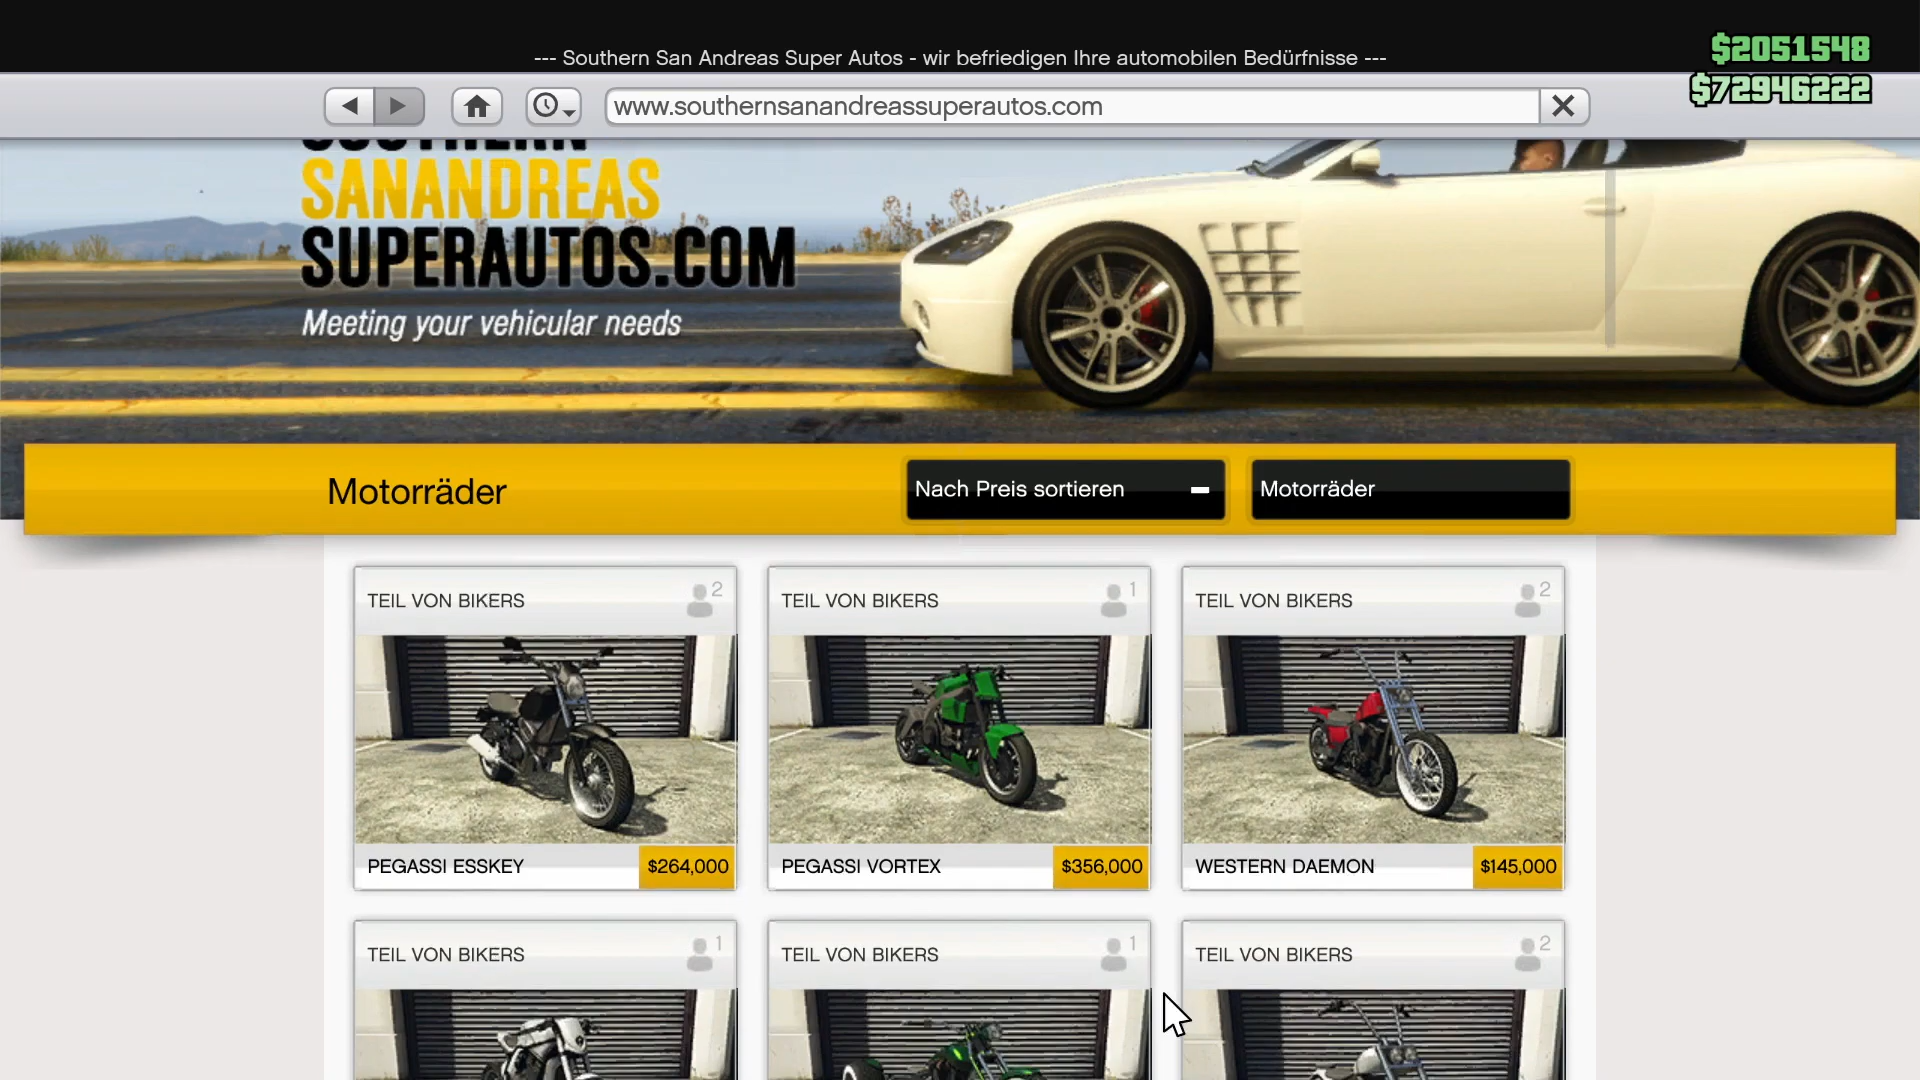 --- Southern San Andreas Super Autos - wir befriedigen Ihre automobilen Bedürfnisse ---
$2051548
$72946222
www.southernsanandreassuperautos.com
SOUTHERN
SANANDREAS
SUPERAUTOS.COM
Meeting your vehicular needs
Motorräder
Nach Preis sortieren
Motorräder
TEIL VON BIKERS 2
TEIL VON BIKERS 1
TEIL VON BIKERS 2
PEGASSI ESSKEY $264,000
PEGASSI VORTEX $356,000
WESTERN DAEMON $145,000
TEIL VON BIKERS 1
TEIL VON BIKERS 1
TEIL VON BIKERS 2